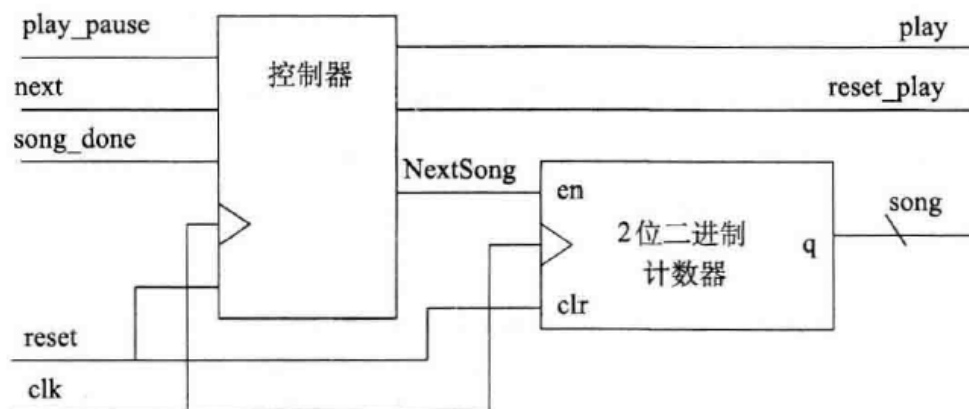 play_pause
next
song_done
reset
clk
控制器
play
reset_play
NextSong
en
2位二进制
计数器
clr
q
song